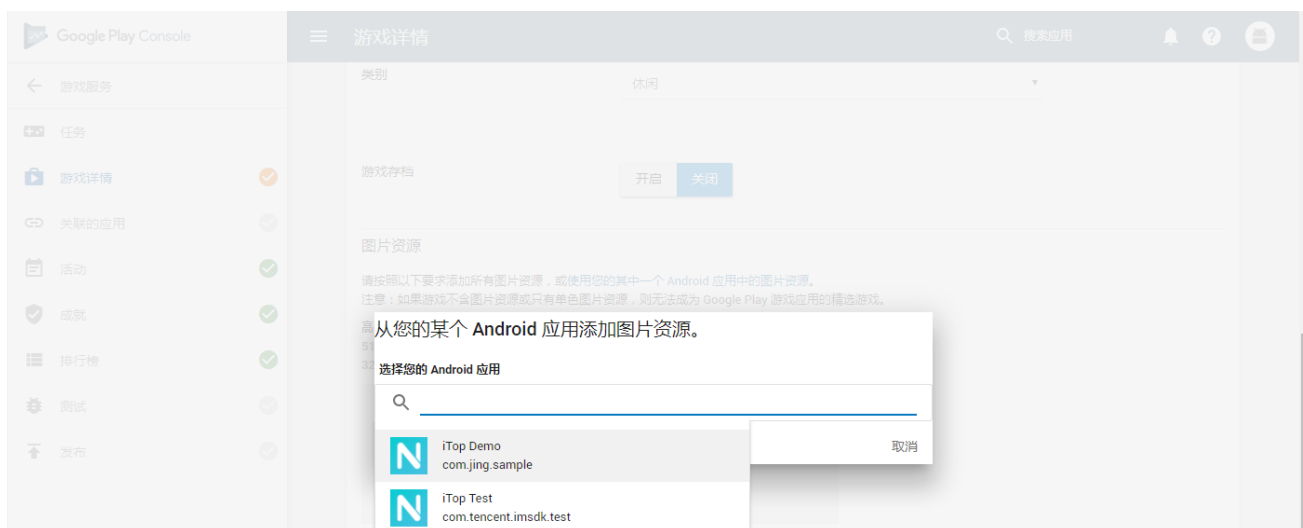 Google Play Console
游戏详情
搜索应用
游戏服务
类别
休闲
任务
游戏详情
游戏存档
开启
关闭
关联的应用
图片资源
活动
请按照以下要求添加所有图片资源，或使用您的其中一个 Android 应用中的图片资源。
注意：如果游戏不含图片资源或只有单色图片资源，则无法成为 Google Play 游戏应用的精选游戏。
成就
高
从您的某个 Android 应用添加图片资源。
51
排行榜
32
选择您的 Android 应用
测试
iTop Demo
com.jing.sample
取消
发布
iTop Test
com.tencent.imsdk.test